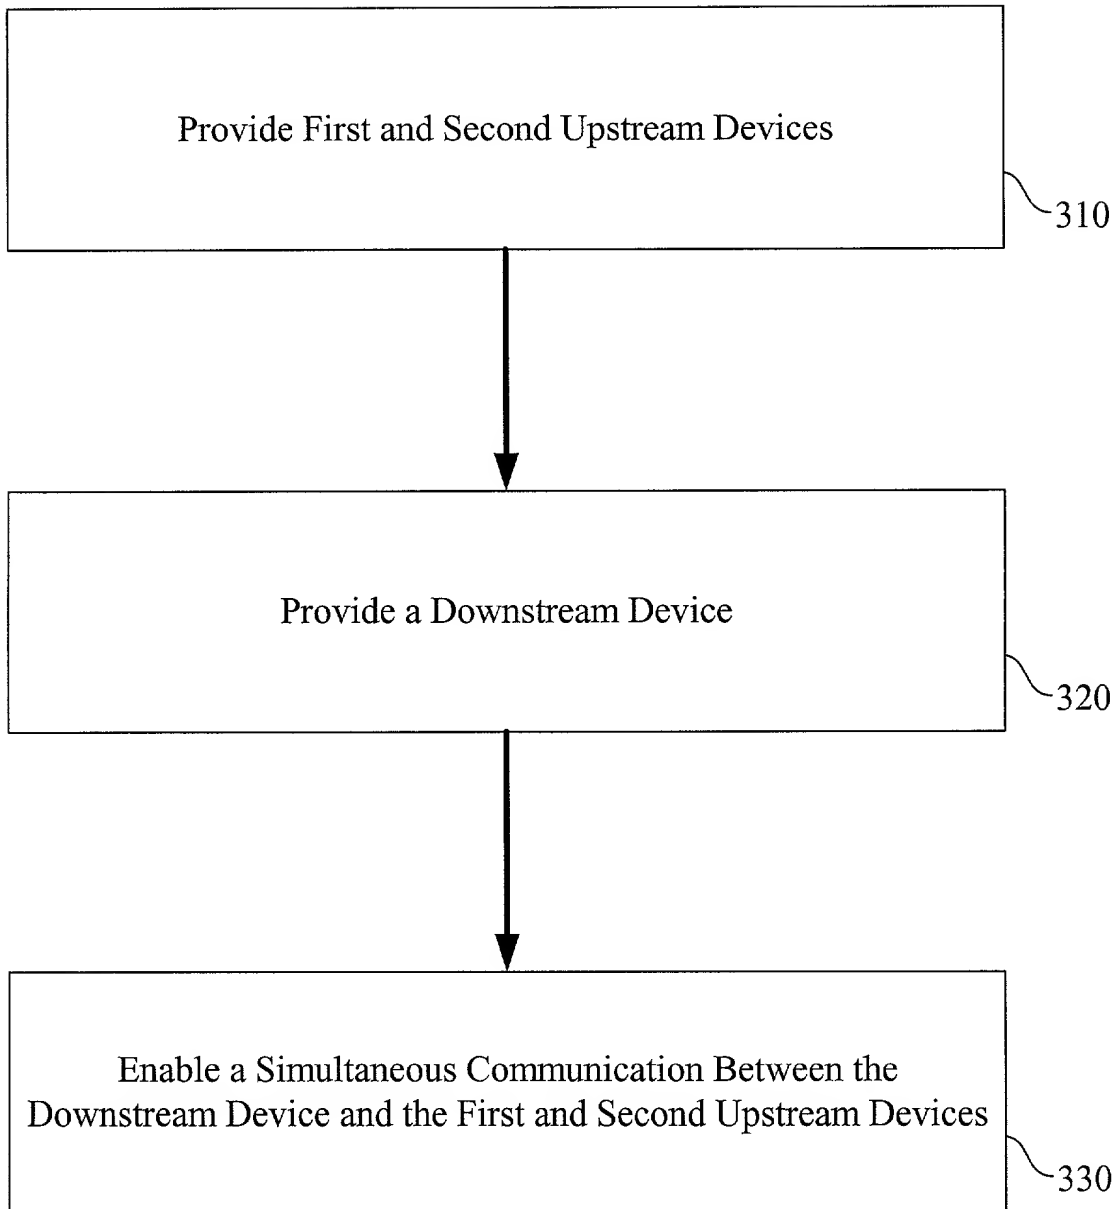 Provide First and Second Upstream Devices
310
Provide a Downstream Device
320
Enable a Simultaneous Communication Between the
Downstream Device and the First and Second Upstream Devices
330